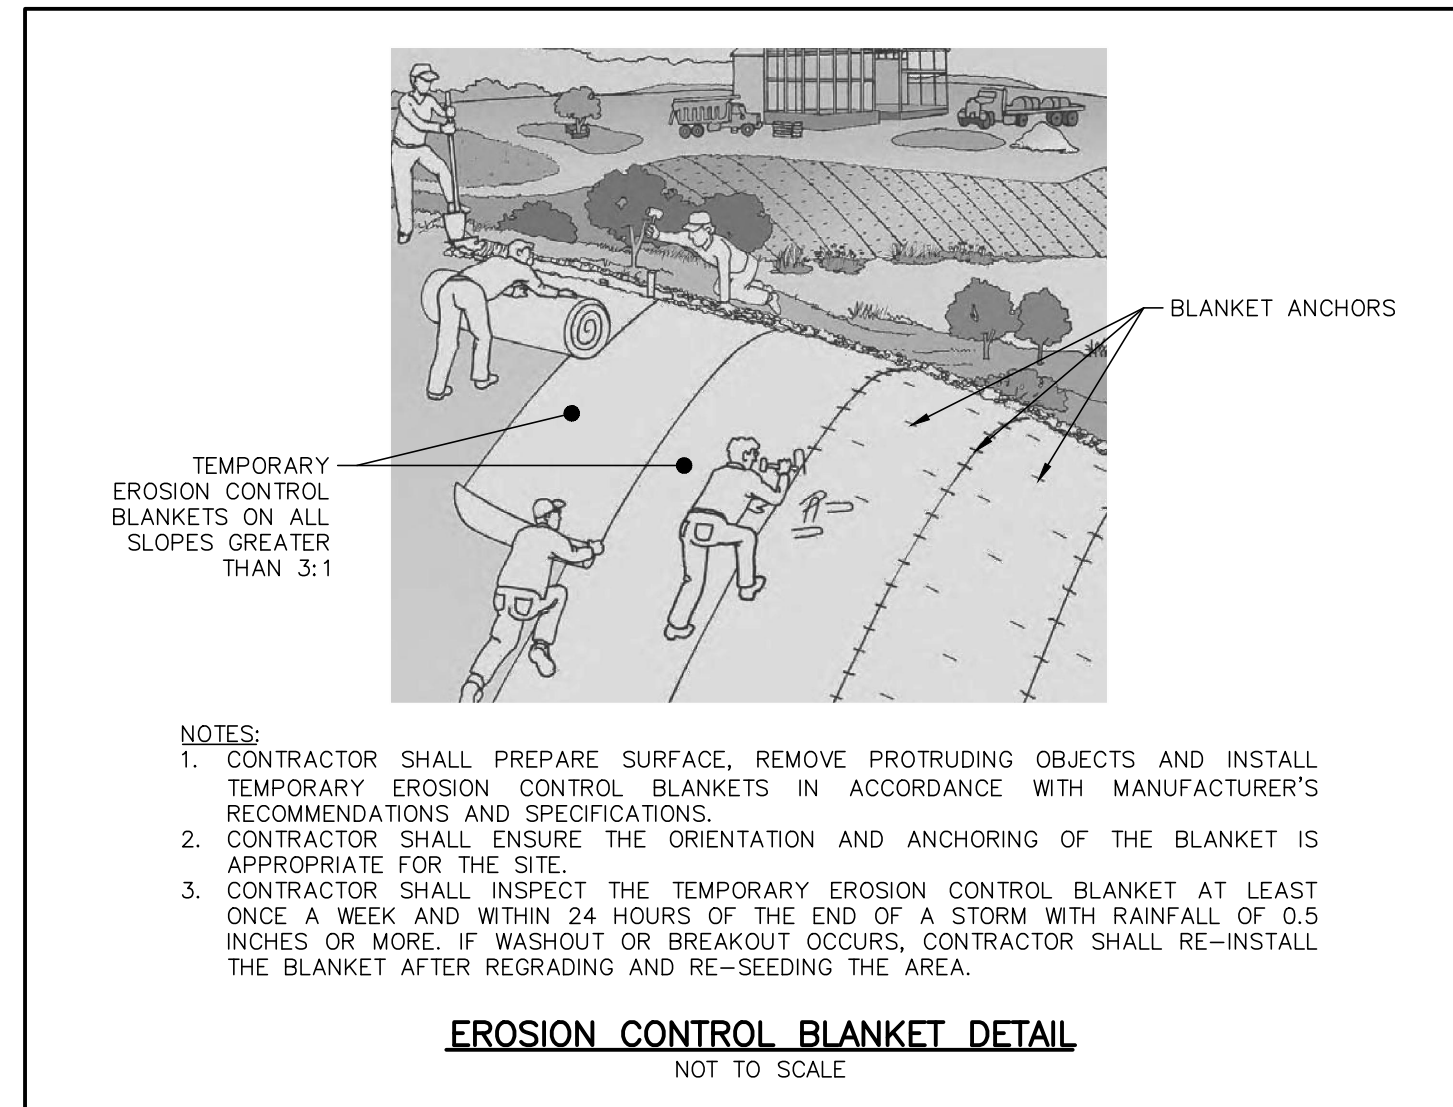 BLANKET ANCHORS
TEMPORARY
EROSION CONTROL
BLANKETS ON ALL
SLOPES GREATER
THAN 3:1
NOTES:
1. CONTRACTOR SHALL PREPARE SURFACE, REMOVE PROTRUDING OBJECTS AND INSTALL
TEMPORARY EROSION CONTROL BLANKETS IN ACCORDANCE WITH MANUFACTURER'S
RECOMMENDATIONS AND SPECIFICATIONS.
2. CONTRACTOR SHALL ENSURE THE ORIENTATION AND ANCHORING OF THE BLANKET IS
APPROPRIATE FOR THE SITE.
3. CONTRACTOR SHALL INSPECT THE TEMPORARY EROSION CONTROL BLANKET AT LEAST
ONCE A WEEK AND WITHIN 24 HOURS OF THE END OF A STORM WITH RAINFALL OF 0.5
INCHES OR MORE. IF WASHOUT OR BREAKOUT OCCURS, CONTRACTOR SHALL RE-INSTALL
THE BLANKET AFTER REGRADING AND RE-SEEDING THE AREA.
EROSION CONTROL BLANKET DETAIL
NOT TO SCALE